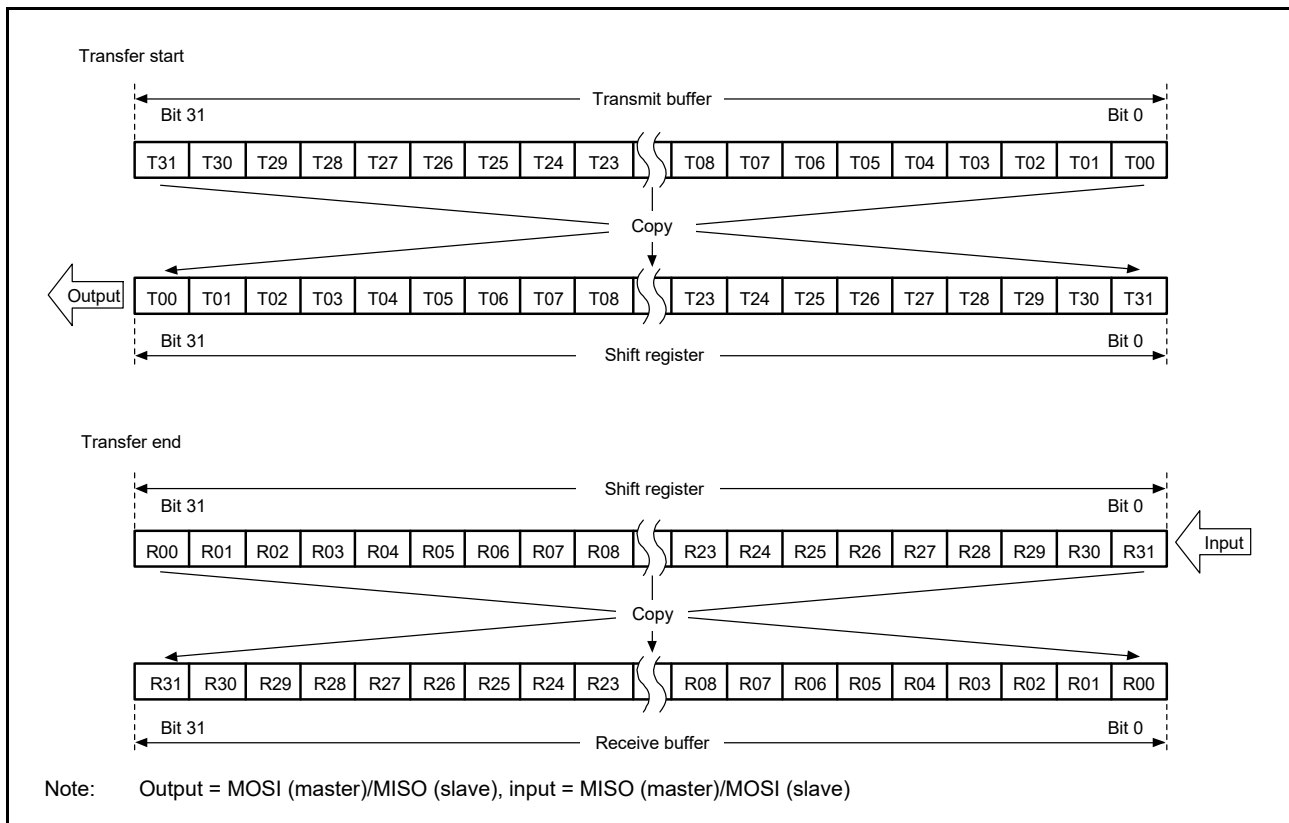 Transfer start
Transmit buffer
Bit 31 Bit 0
T31 T30 T29 T28 T27 T26 T25 T24 T23 T08 T07 T06 T05 T04 T03 T02 T01 T00
Copy
Output T00 T01 T02 T03 T04 T05 T06 T07 T08 T23 T24 T25 T26 T27 T28 T29 T30 T31
Bit 31 Bit 0
Shift register
Transfer end
Shift register
Bit 31 Bit 0
R00 R01 R02 R03 R04 R05 R06 R07 R08 R23 R24 R25 R26 R27 R28 R29 R30 R31 Input
Copy
R31 R30 R29 R28 R27 R26 R25 R24 R23 R08 R07 R06 R05 R04 R03 R02 R01 R00
Bit 31 Bit 0
Receive buffer
Note: Output = MOSI (master)/MISO (slave), input = MISO (master)/MOSI (slave)